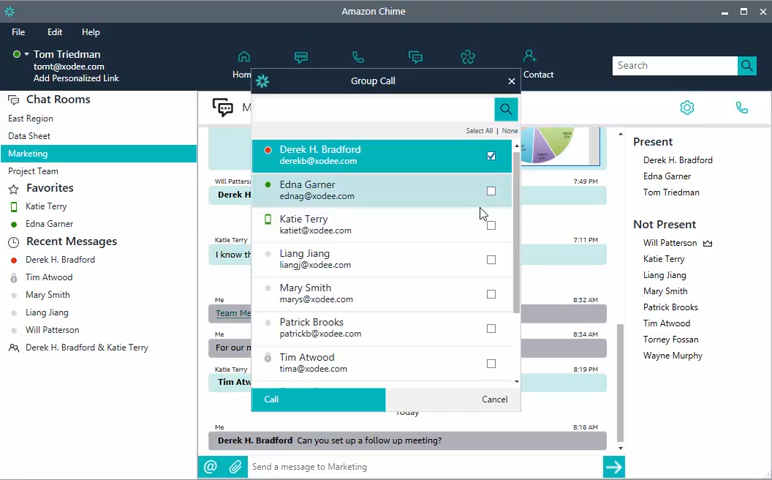 Amazon Chime
File Edit Help
Tom Triedman
tomt@xodee.com
Add Personalized Link
Contact
Search
Chat Rooms
East Region
Data Sheet
Marketing
Project Team
Favorites
Katie Terry
Edna Garner
Recent Messages
Derek H. Bradford
Tim Atwood
Mary Smith
Liang Jiang
Will Patterson
Derek H. Bradford & Katie Terry
Group Call
Select All | None
Derek H. Bradford
derekb@xodee.com
Edna Garner
ednag@xodee.com
Katie Terry
katiet@xodee.com
Liang Jiang
liangj@xodee.com
Mary Smith
marys@xodee.com
Patrick Brooks
patrickb@xodee.com
Tim Atwood
tima@xodee.com
Call Cancel
7:49 PM
Katie Terry 7:11 PM
I know th
Me 8:32 AM
Team Me
Me 8:34 AM
For our n
Katie Terry 8:19 PM
Tim Atw
Today
Me 8:16 AM
Derek H. Bradford Can you set up a follow up meeting?
@ Send a message to Marketing
Present
Derek H. Bradford
Edna Garner
Tom Triedman
Not Present
Will Patterson
Katie Terry
Liang Jiang
Mary Smith
Patrick Brooks
Tim Atwood
Torney Fossan
Wayne Murphy